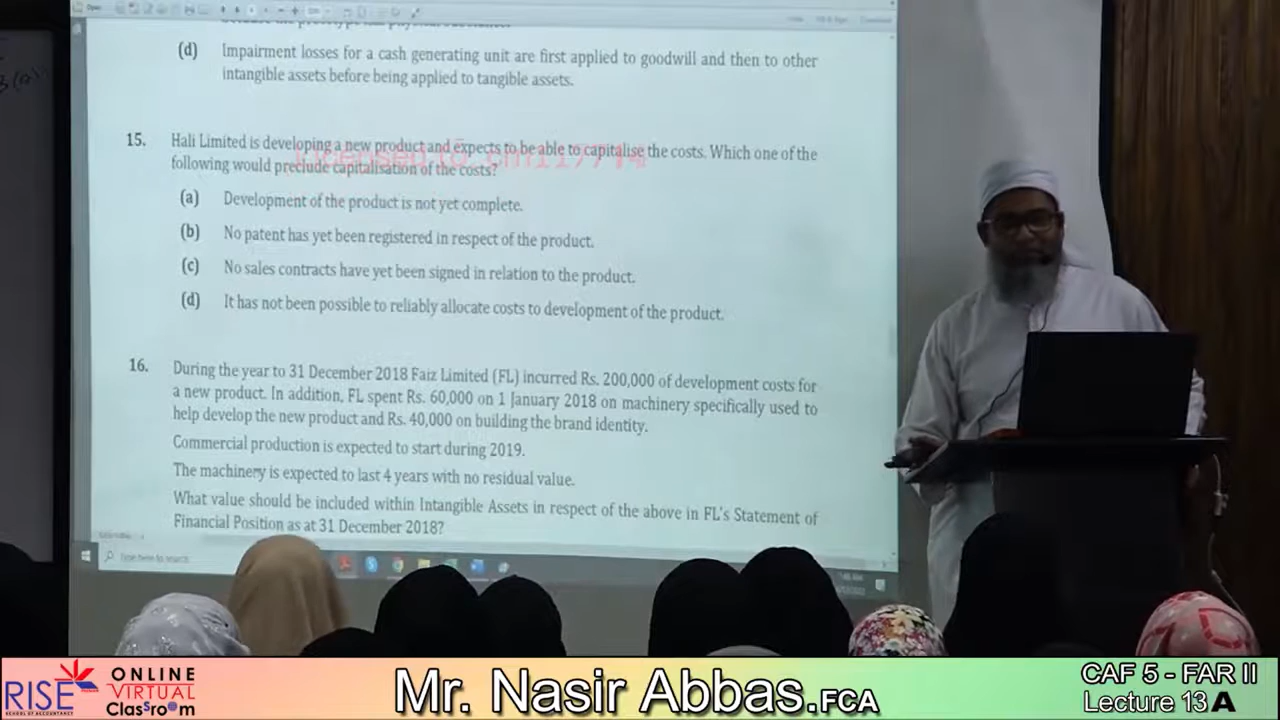 (d) Impairment losses for a cash generating unit are first applied to goodwill and then to other
intangible assets before being applied to tangible assets.
15. Hali Limited is developing a new product and expects to be able to capitalise the costs. Which one of the
following would preclude capitalisation of the costs?
(a) Development of the product is not yet complete.
(b) No patent has yet been registered in respect of the product.
(c) No sales contracts have yet been signed in relation to the product.
(d) It has not been possible to reliably allocate costs to development of the product.
16. During the year to 31 December 2018 Faiz Limited (FL) incurred Rs. 200,000 of development costs for
a new product. In addition, FL spent Rs. 60,000 on 1 January 2018 on machinery specifically used to
help develop the new product and Rs. 40,000 on building the brand identity.
Commercial production is expected to start during 2019.
The machinery is expected to last 4 years with no residual value.
What value should be included within Intangible Assets in respect of the above in FL's Statement of
Financial Position as at 31 December 2018?
Type here to search
RISE
ONLINE
VIRTUAL
Classroom
Mr. Nasir Abbas.FCA
CAF 5 - FAR II
Lecture 13 A